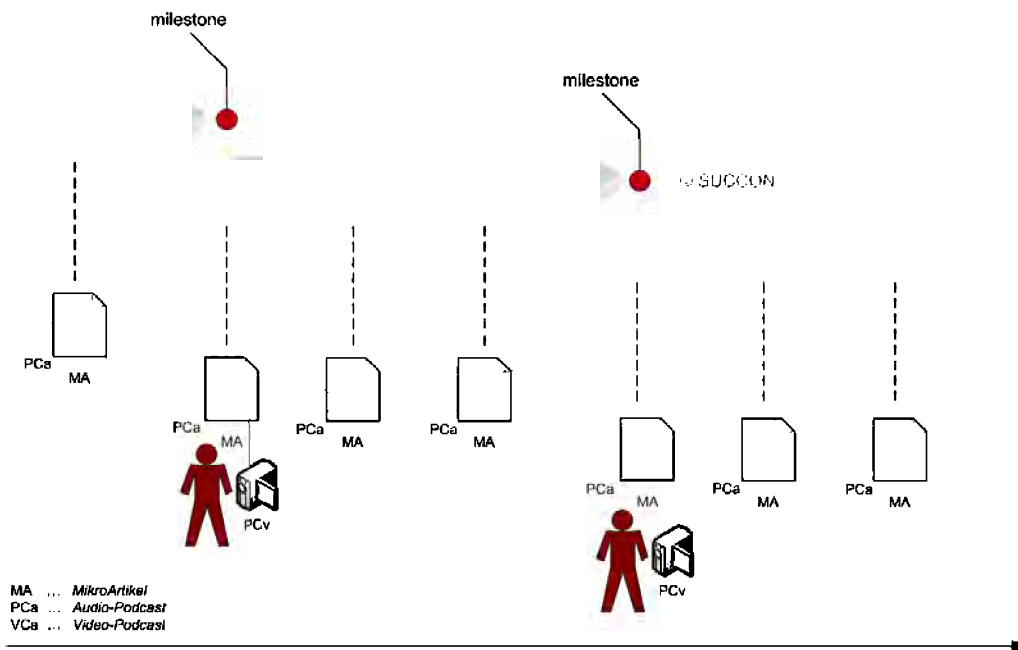 milestone
milestone
SUCCON
PCa
MA
PCa
MA
PCa
MA
PCa
MA
PCv
PCa
MA
PCa
MA
PCa
MA
PCv
MA ... MikroArtikel
PCa ... Audio-Podcast
VCa ... Video-Podcast